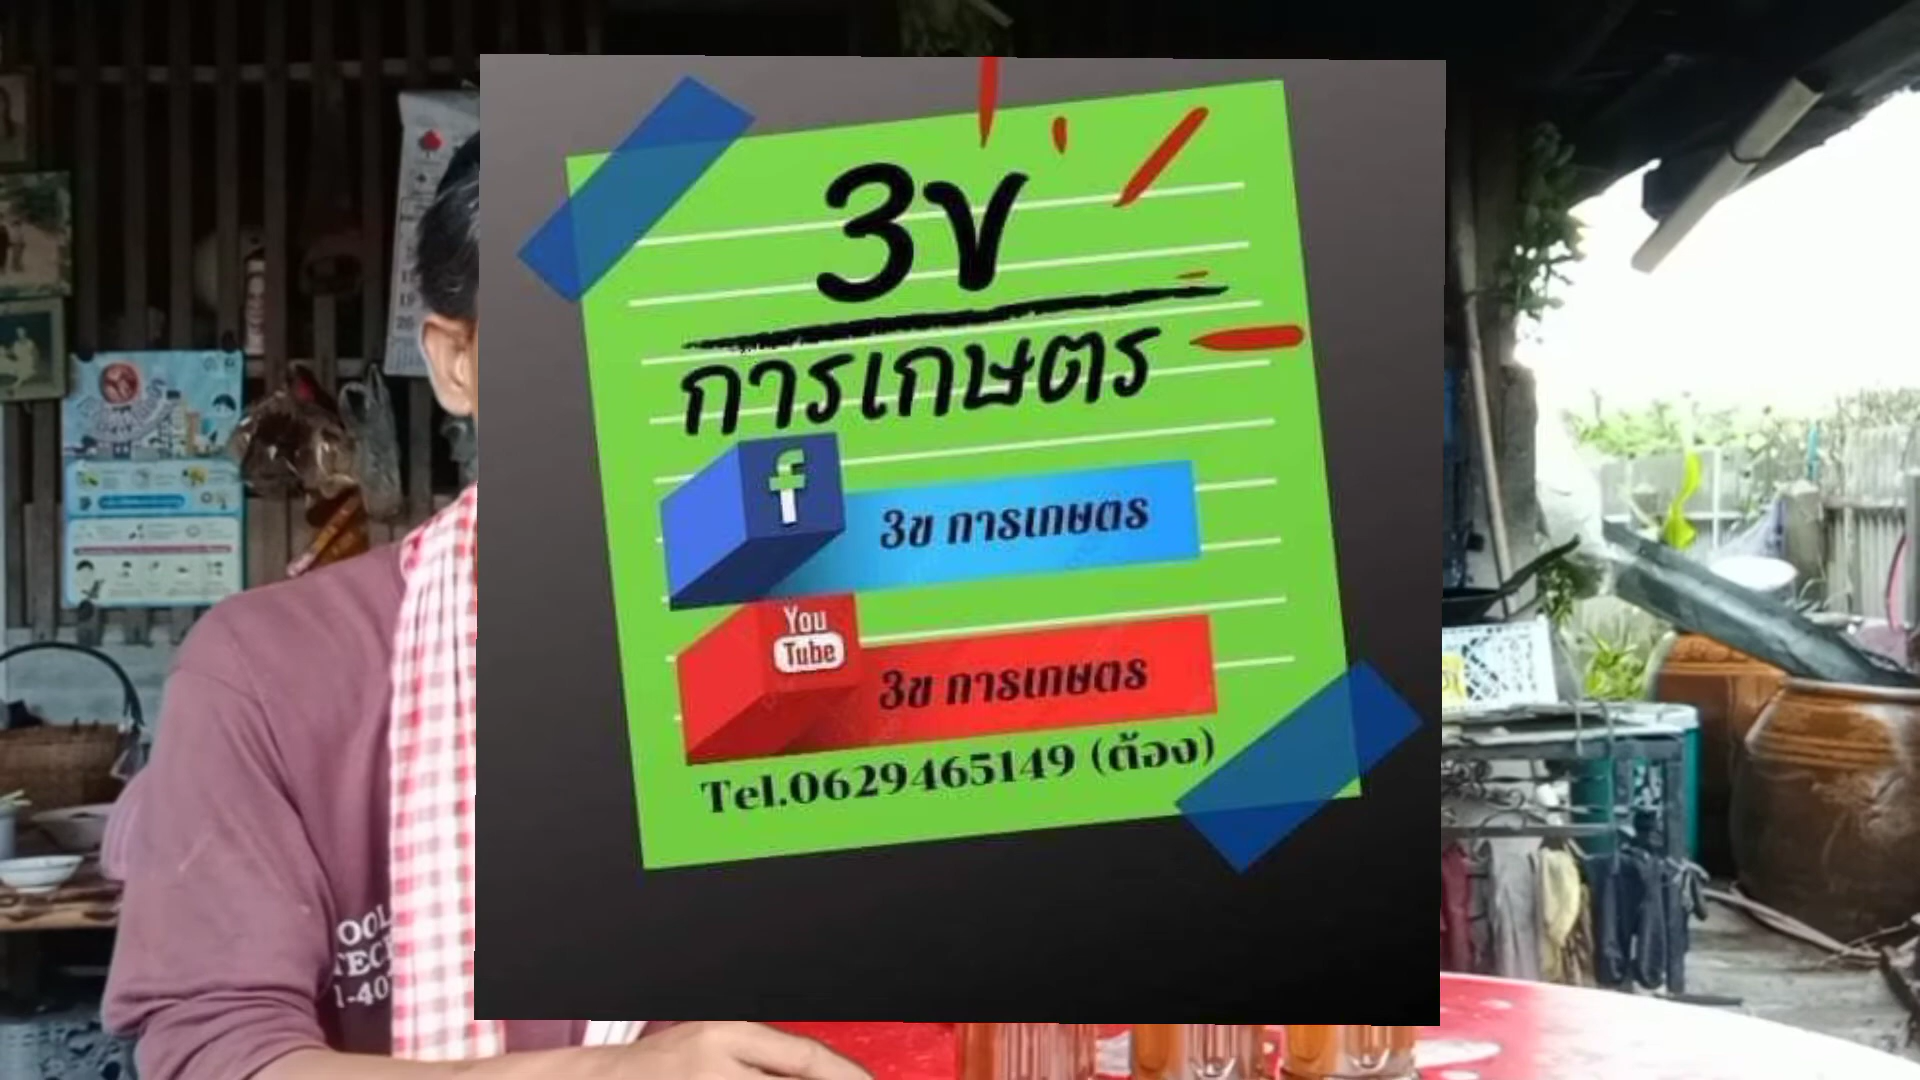 3ข
การเกษตร
f
3ข การเกษตร
You
Tube
3ข การเกษตร
Tel.0629465149 (ต้อง)